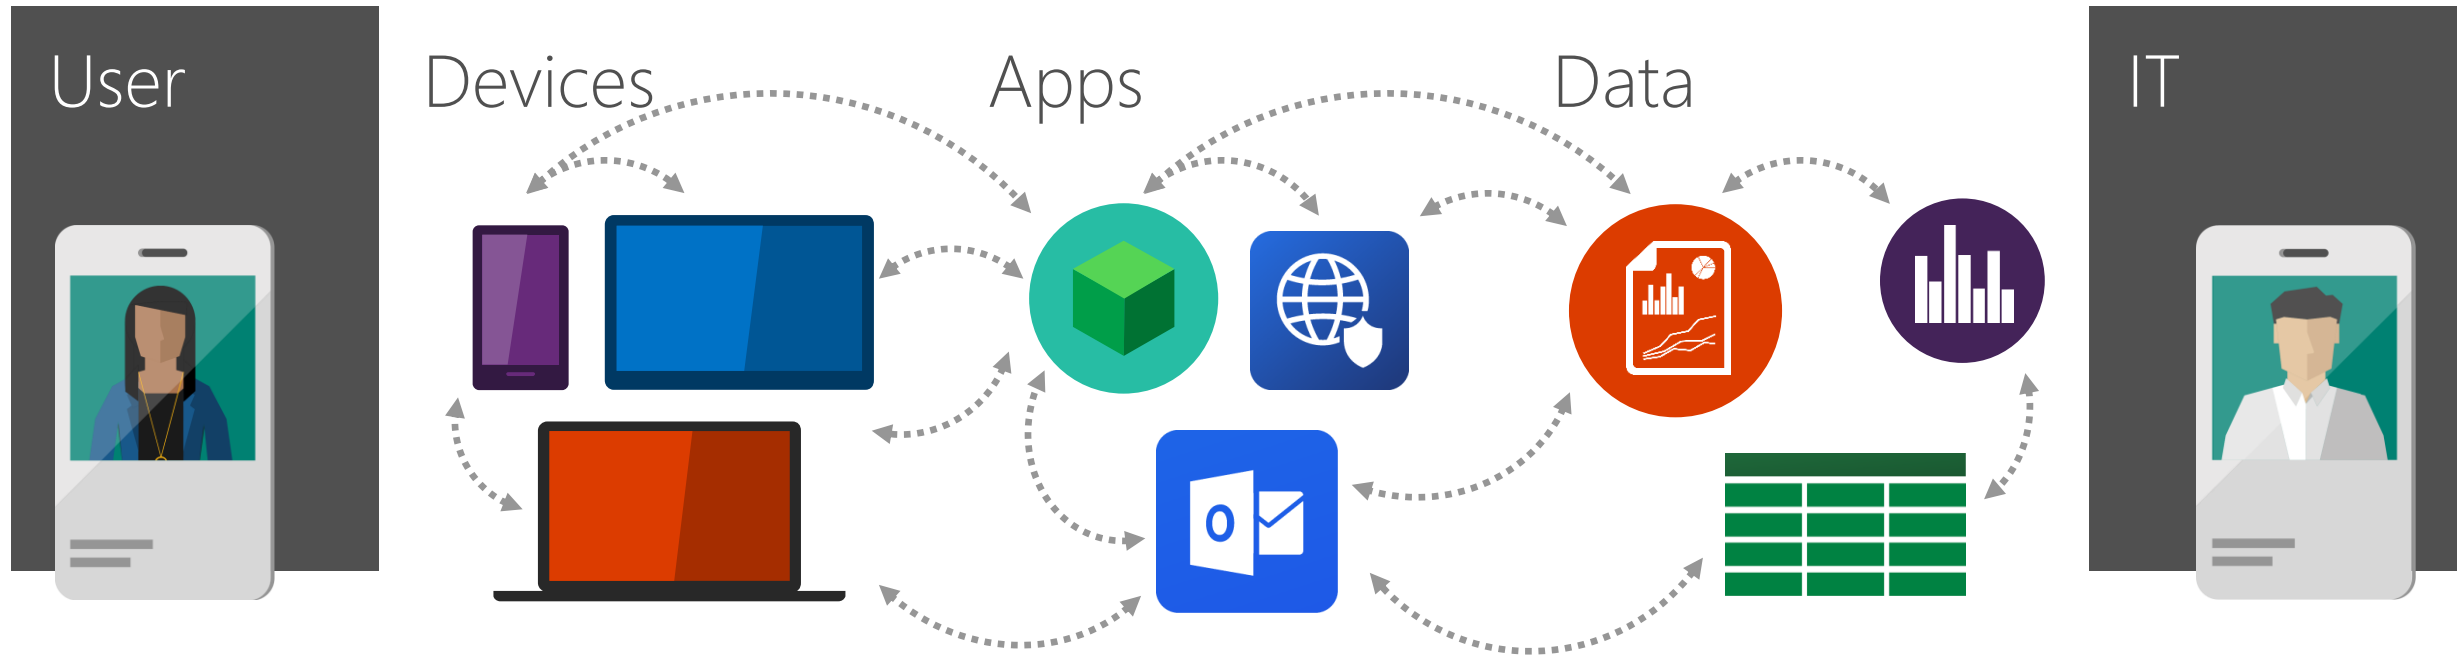 User
Devices
Apps
Data
IT
O